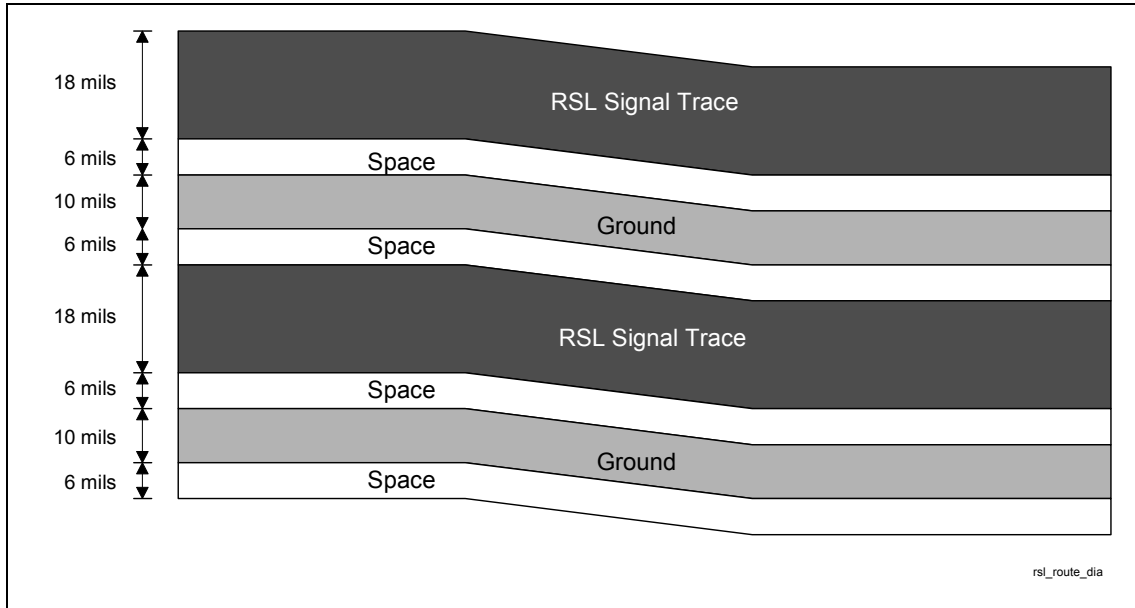 18 mils
RSL Signal Trace
6 mils
Space
10 mils
Ground
6 mils
Space
18 mils
RSL Signal Trace
6 mils
Space
10 mils
Ground
6 mils
Space
rsl_route_dia